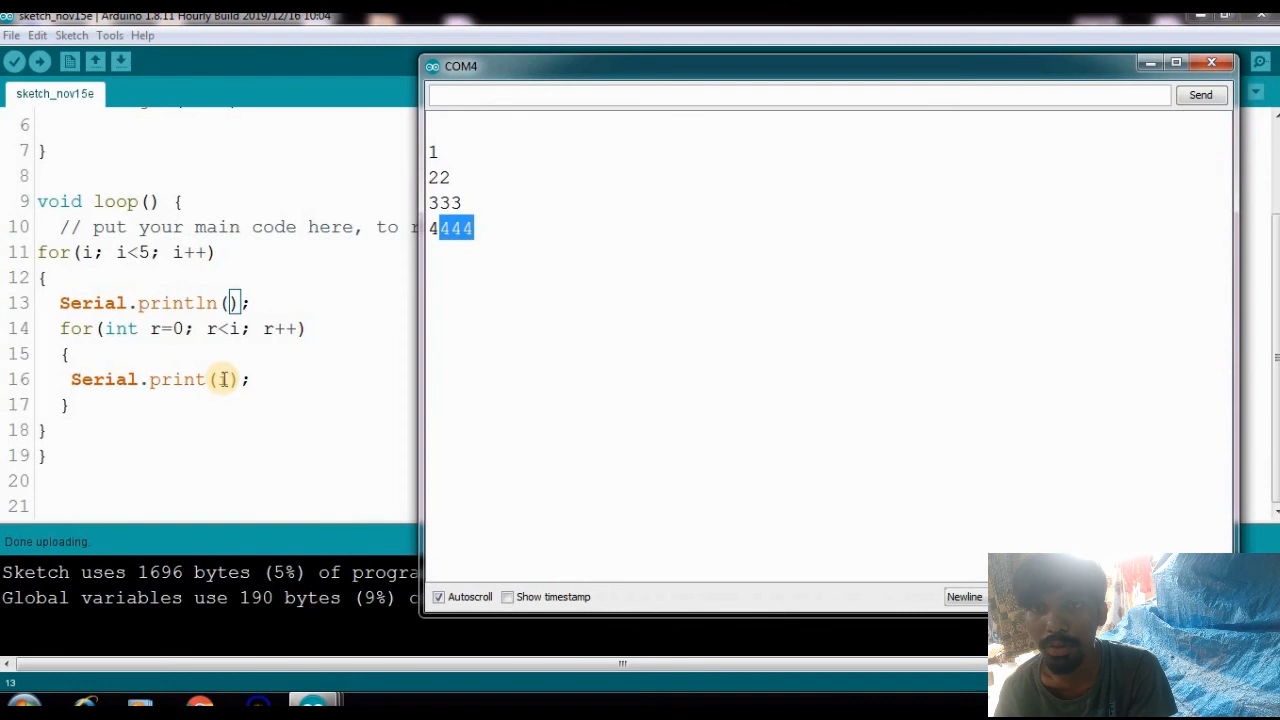 sketch_nov15e | Arduino 1.8.11 Hourly Build 2019/12/16 10:04
File Edit Sketch Tools Help
sketch_nov15e
6
7 }
8
9 void loop() {
10 // put your main code here, to
11 for(i; i<5; i++)
12 {
13 Serial.println();
14 for(int r=0; r<i; r++)
15 {
16 Serial.print(i);
17 }
18 }
19 }
20
21
COM4
Send
1
22
333
4444
Autoscroll Show timestamp Newline
Done uploading.
Sketch uses 1696 bytes (5%) of progra
Global variables use 190 bytes (9%)
13